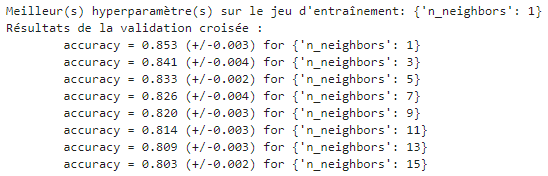 Meilleur(s) hyperparamètre(s) sur le jeu d'entraînement: {'n_neighbors': 1}
Résultats de la validation croisée :
accuracy = 0.853 (+/-0.003) for {'n_neighbors': 1}
accuracy = 0.841 (+/-0.004) for {'n_neighbors': 3}
accuracy = 0.833 (+/-0.002) for {'n_neighbors': 5}
accuracy = 0.826 (+/-0.004) for {'n_neighbors': 7}
accuracy = 0.820 (+/-0.003) for {'n_neighbors': 9}
accuracy = 0.814 (+/-0.003) for {'n_neighbors': 11}
accuracy = 0.809 (+/-0.003) for {'n_neighbors': 13}
accuracy = 0.803 (+/-0.002) for {'n_neighbors': 15}